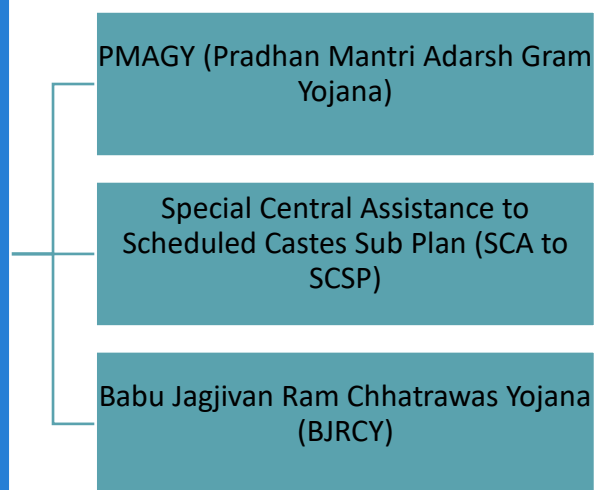 PMAGY (Pradhan Mantri Adarsh Gram
Yojana)
Special Central Assistance to
Scheduled Castes Sub Plan (SCA to
SCSP)
Babu Jagjivan Ram Chhatrawas Yojana
(BJRCY)